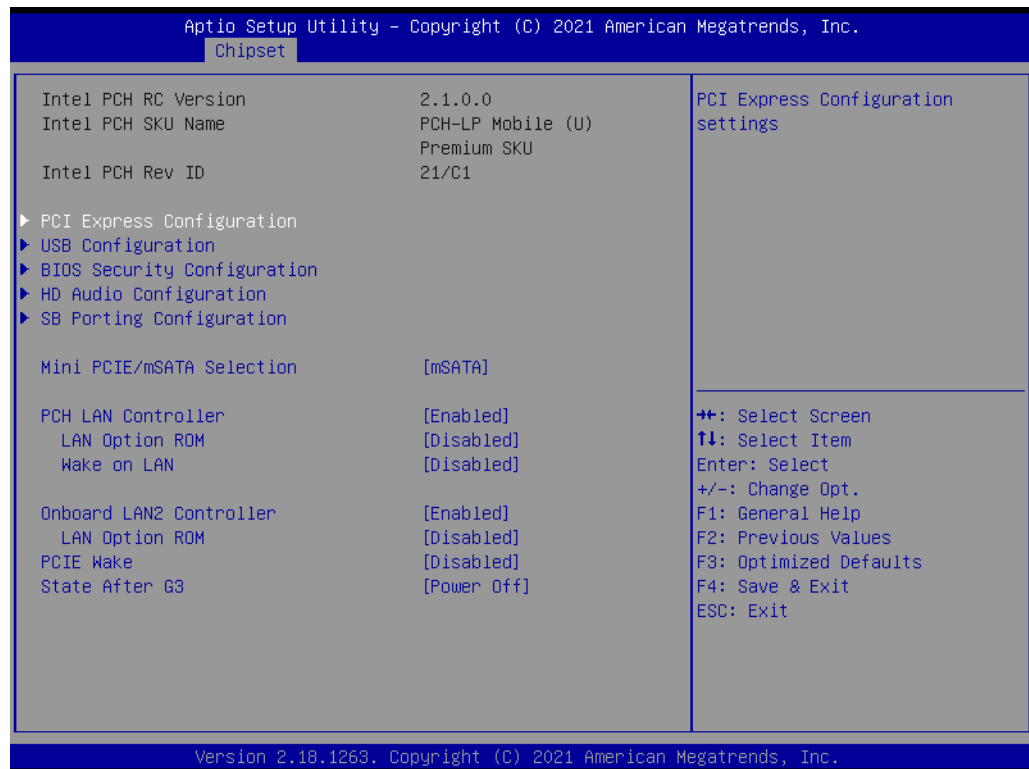 Aptio Setup Utility – Copyright (C) 2021 American Megatrends, Inc.
Chipset
Intel PCH RC Version 2.1.0.0
Intel PCH SKU Name PCH-LP Mobile (U)
Premium SKU
Intel PCH Rev ID 21/C1
PCI Express Configuration
USB Configuration
BIOS Security Configuration
HD Audio Configuration
SB Porting Configuration
Mini PCIE/mSATA Selection [mSATA]
PCH LAN Controller [Enabled]
LAN Option ROM [Disabled]
Wake on LAN [Disabled]
Onboard LAN2 Controller [Enabled]
LAN Option ROM [Disabled]
PCIE Wake [Disabled]
State After G3 [Power Off]
PCI Express Configuration
settings
→←: Select Screen
↑↓: Select Item
Enter: Select
+/-: Change Opt.
F1: General Help
F2: Previous Values
F3: Optimized Defaults
F4: Save & Exit
ESC: Exit
Version 2.18.1263. Copyright (C) 2021 American Megatrends, Inc.